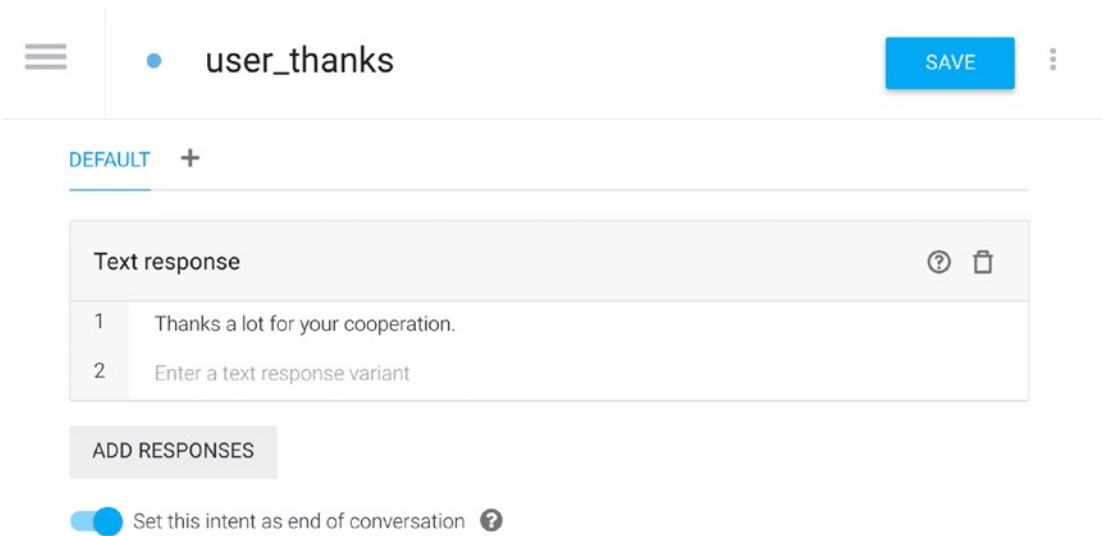 user_thanks
SAVE
DEFAULT +
Text response
1 Thanks a lot for your cooperation.
2 Enter a text response variant
ADD RESPONSES
Set this intent as end of conversation